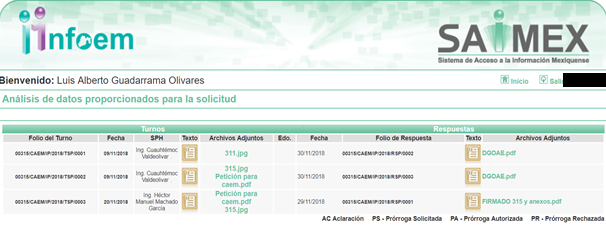 infoem
SAIMEX
Sistema de Acceso a la Información Mexiquense
Bienvenido: Luis Alberto Guadarrama Olivares
Inicio
Análisis de datos proporcionados para la solicitud
Turnos Respuestas
Folio del Turno Fecha SPH Texto Archivos Adjuntos Edo. Fecha Folio de Respuesta Texto Archivos Adjuntos
00315/CAEM/IP/2018/TSP/0001 09/11/2018 Ing. Cuauhtémoc Valdeolivar 311.jpg 30/11/2018 00315/CAEM/IP/2018/RSP/0002 DGOAE.pdf
00315/CAEM/IP/2018/TSP/0002 09/11/2018 Ing. Cuauhtémoc Valdeolivar 315.jpg Petición para caem.pdf 30/11/2018 00315/CAEM/IP/2018/RSP/0002 DGOAE.pdf
00315/CAEM/IP/2018/TSP/0003 20/11/2018 Ing. Héctor Manuel Machado García Petición para caem.pdf 315.jpg 29/11/2018 00315/CAEM/IP/2018/RSP/0001 FIRMADO 315 y anexos.pdf
AC Aclaración PS - Prórroga Solicitada PA - Prórroga Autorizada PR - Prórroga Rechazada